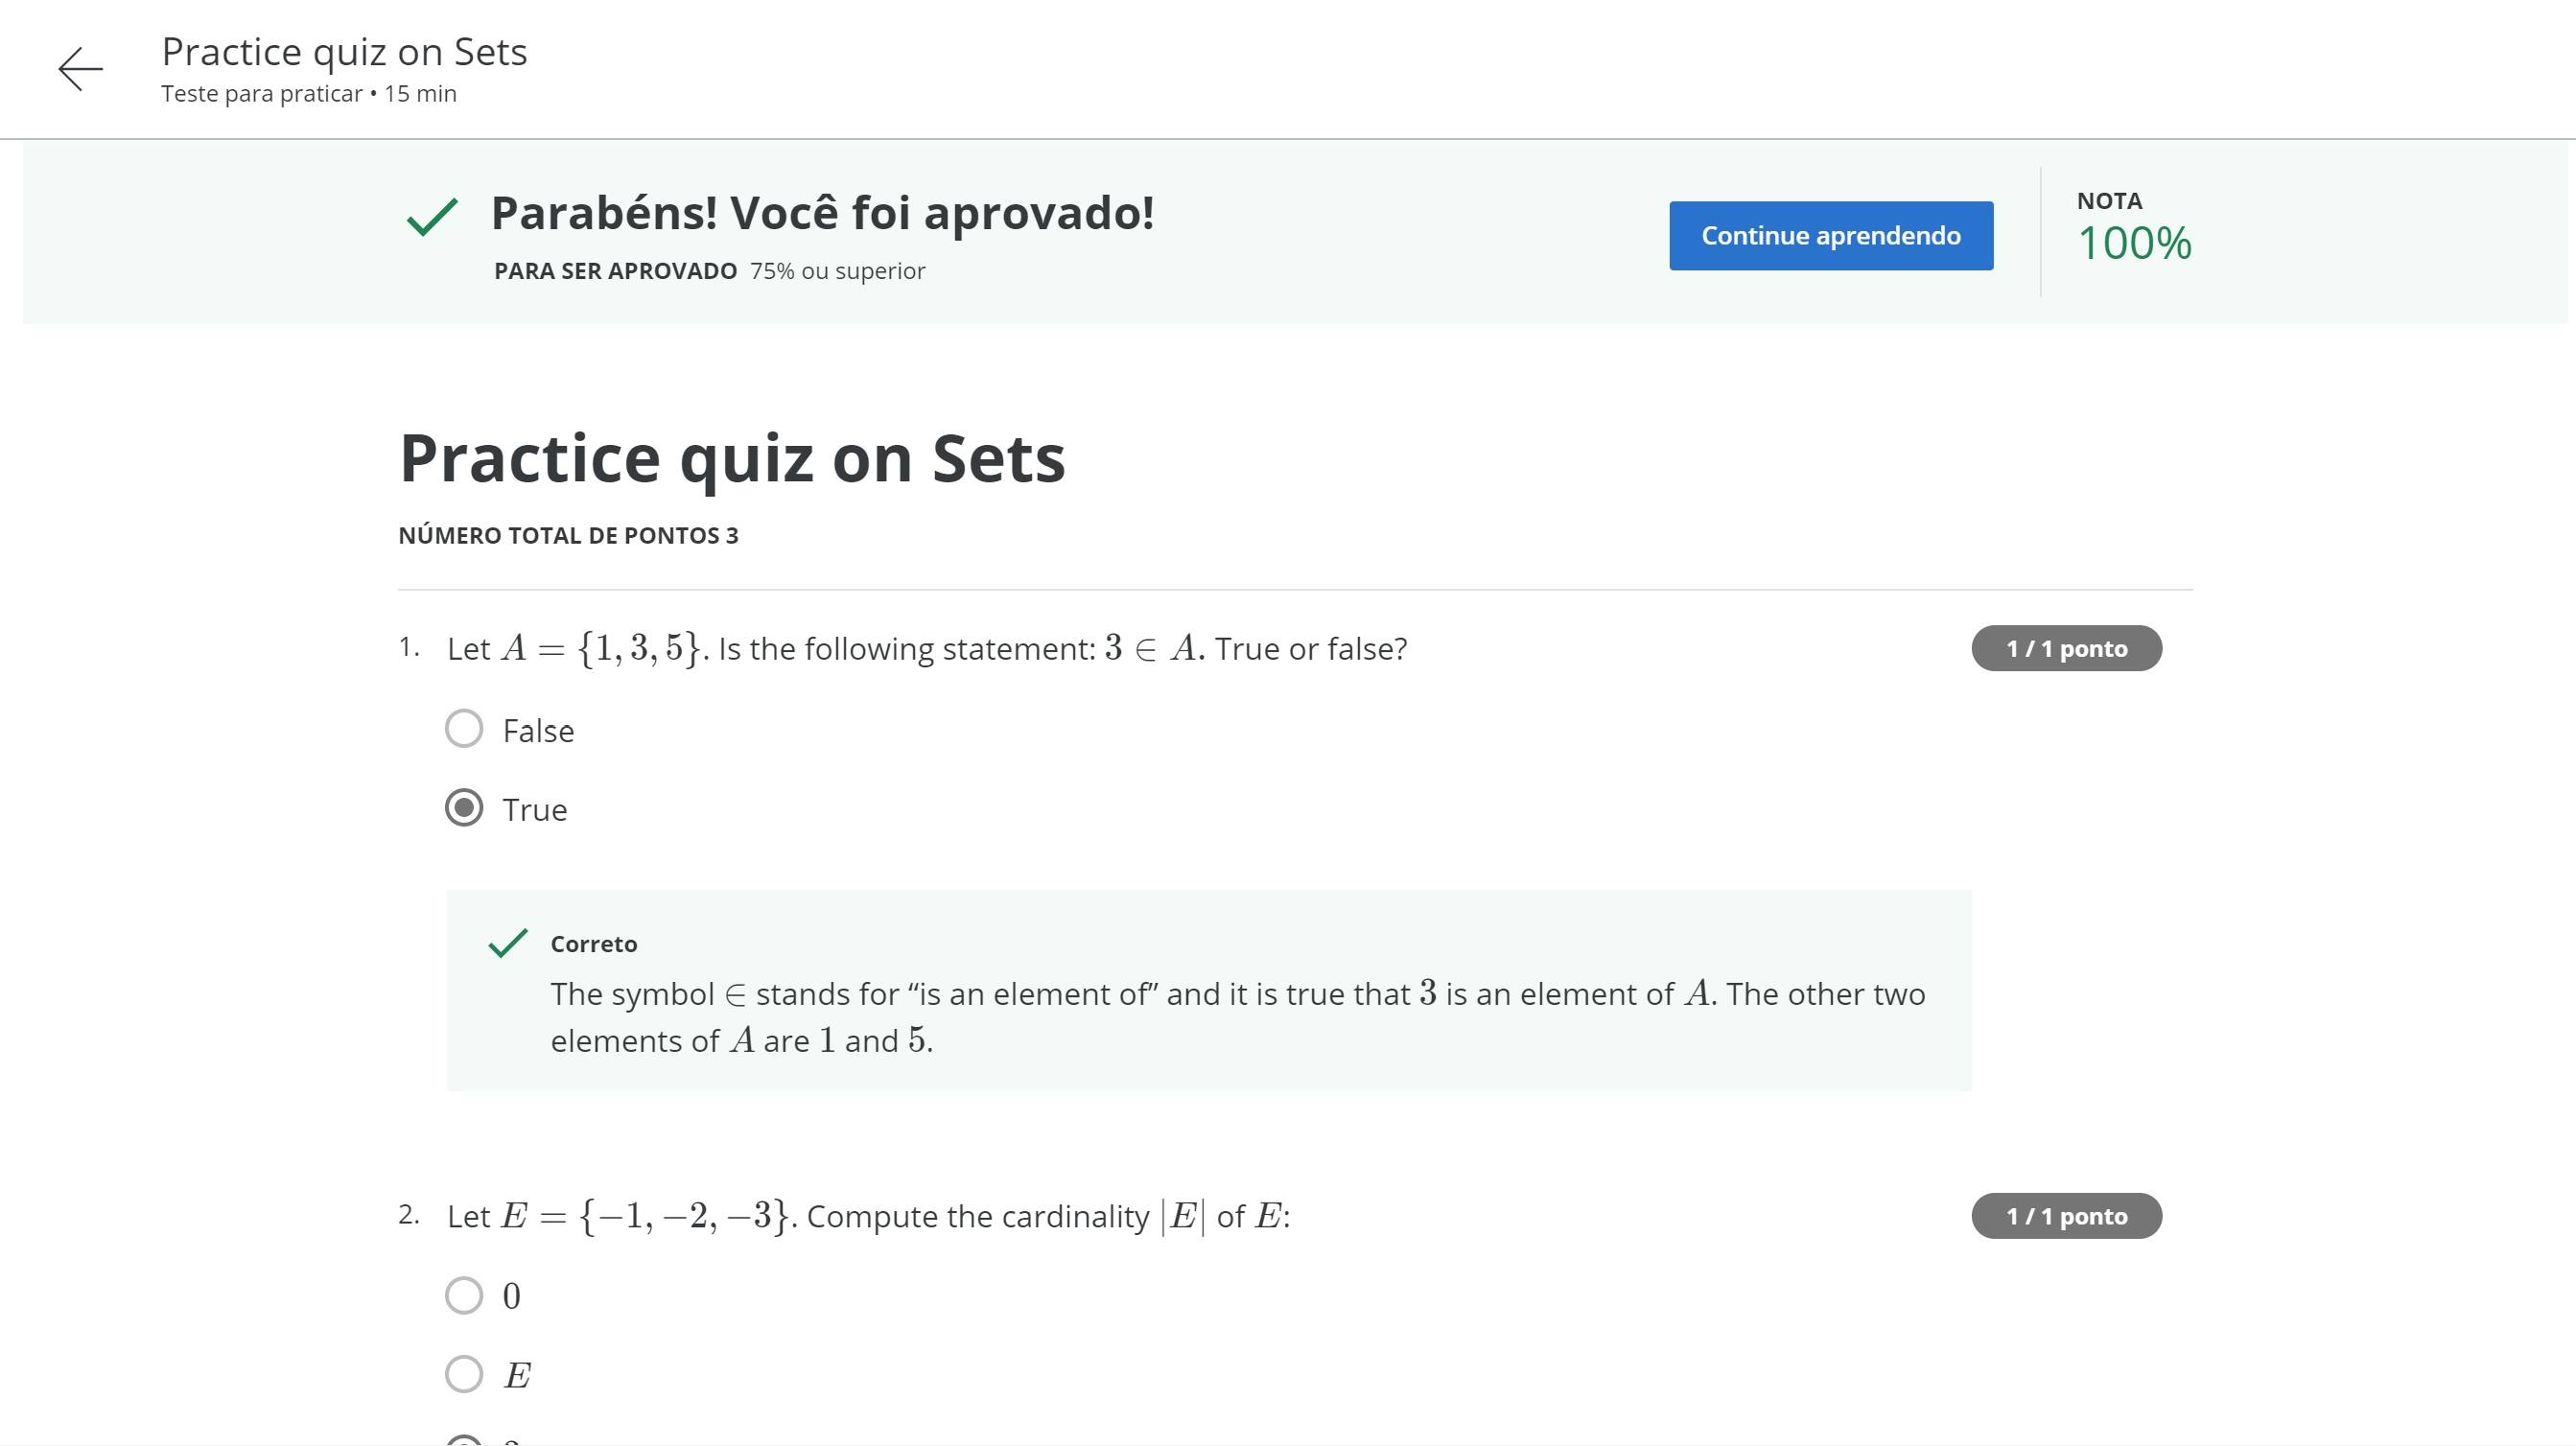 Practice quiz on Sets
Teste para praticar • 15 min
Parabéns! Você foi aprovado!
PARA SER APROVADO 75% ou superior
Continue aprendendo
NOTA
100%
Practice quiz on Sets
NÚMERO TOTAL DE PONTOS 3
1. Let A = {1, 3, 5}. Is the following statement: 3 ∈ A. True or false?
1 / 1 ponto
False
True
Correto
The symbol ∈ stands for “is an element of” and it is true that 3 is an element of A. The other two
elements of A are 1 and 5.
2. Let E = {−1, −2, −3}. Compute the cardinality |E| of E:
1 / 1 ponto
0
E